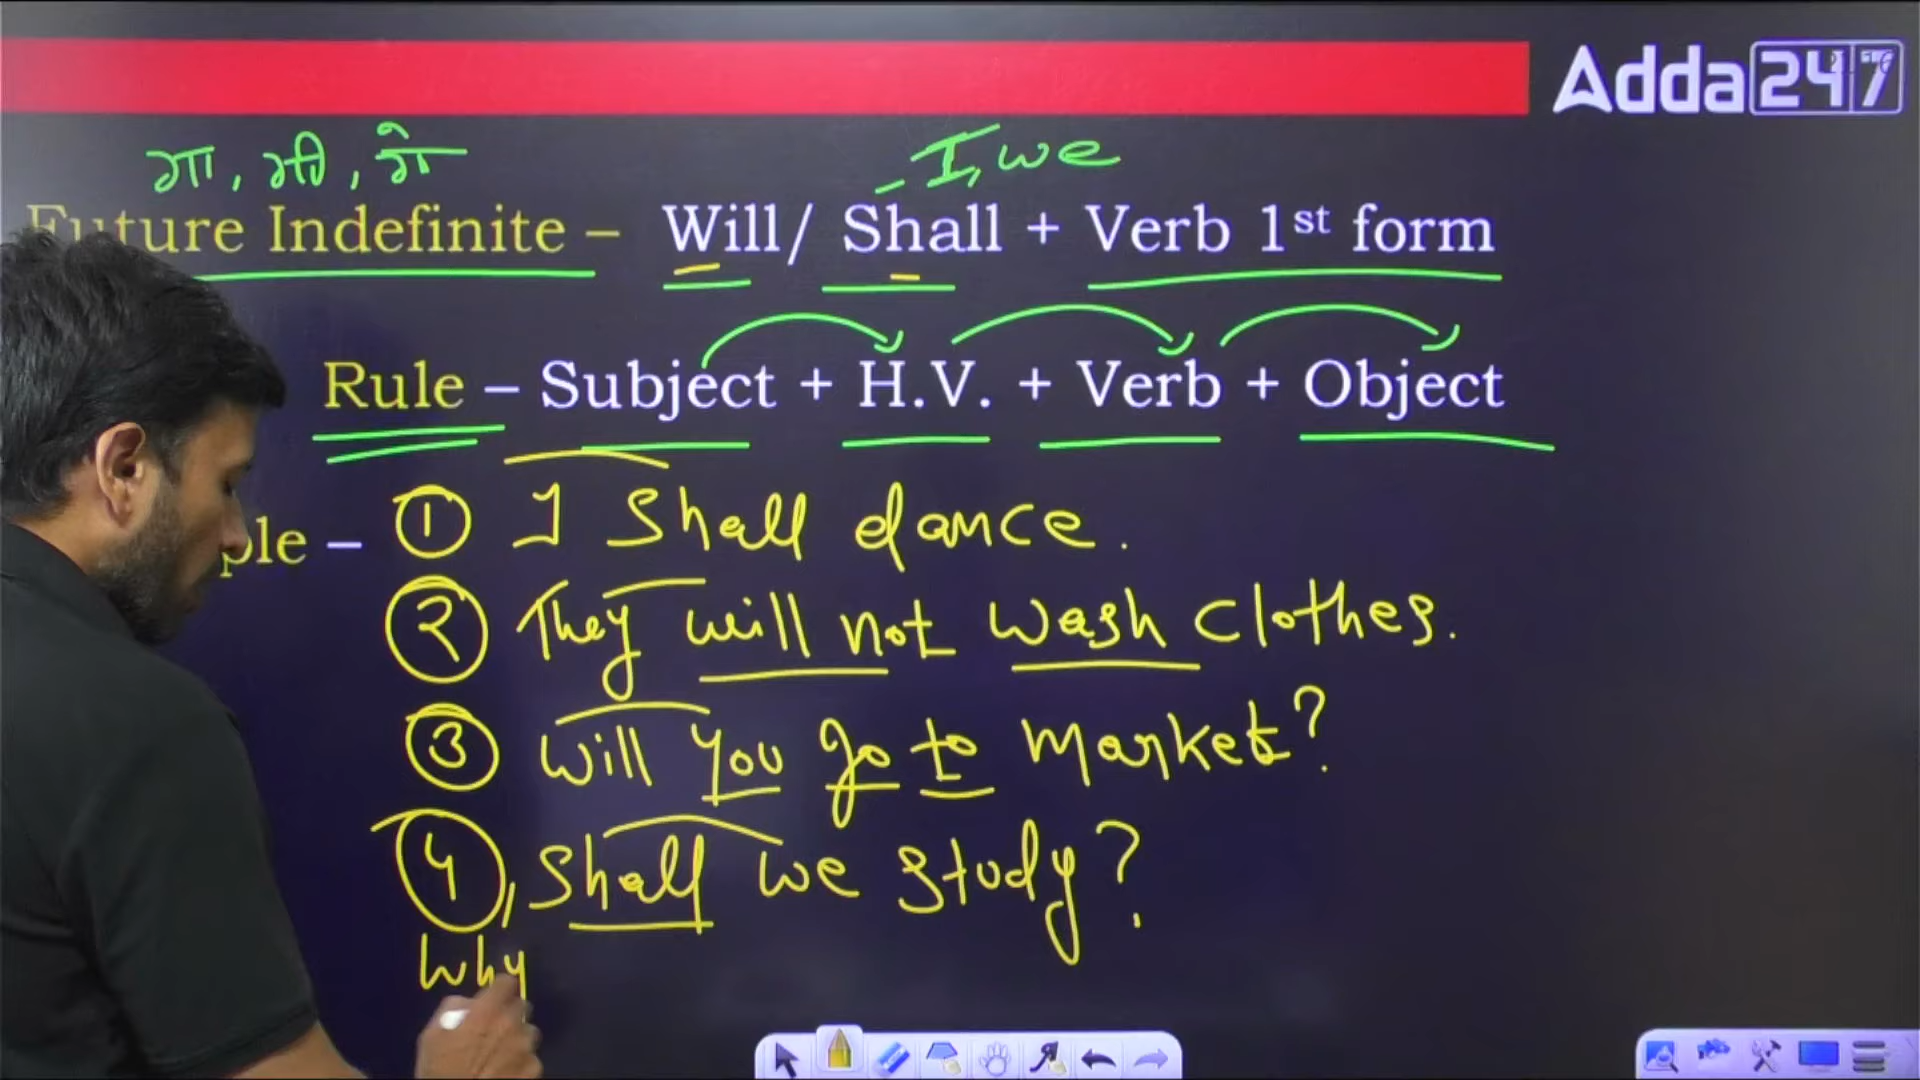 Adda247
गा, गी, गे
- I, we
Future Indefinite – Will/ Shall + Verb 1st form
Rule – Subject + H.V. + Verb + Object
ple –
① I Shall dance.
② They will not wash clothes.
③ Will you go to market?
④, Shall we study?
Why